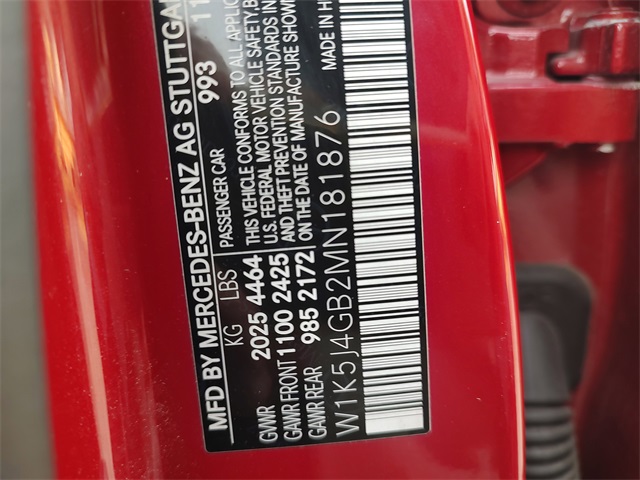 MFD BY MERCEDES-BENZ AG STUTTGA
993 11
KG LBS PASSENGER CAR
GVWR 2025 4464
GAWR FRONT 1100 2425
GAWR REAR 985 2172
THIS VEHICLE CONFORMS TO ALL APPLIC
U.S. FEDERAL MOTOR VEHICLE SAFETY, B
AND THEFT PREVENTION STANDARDS IN
ON THE DATE OF MANUFACTURE SHOW
MADE IN H
W1K5J4GB2MN181876